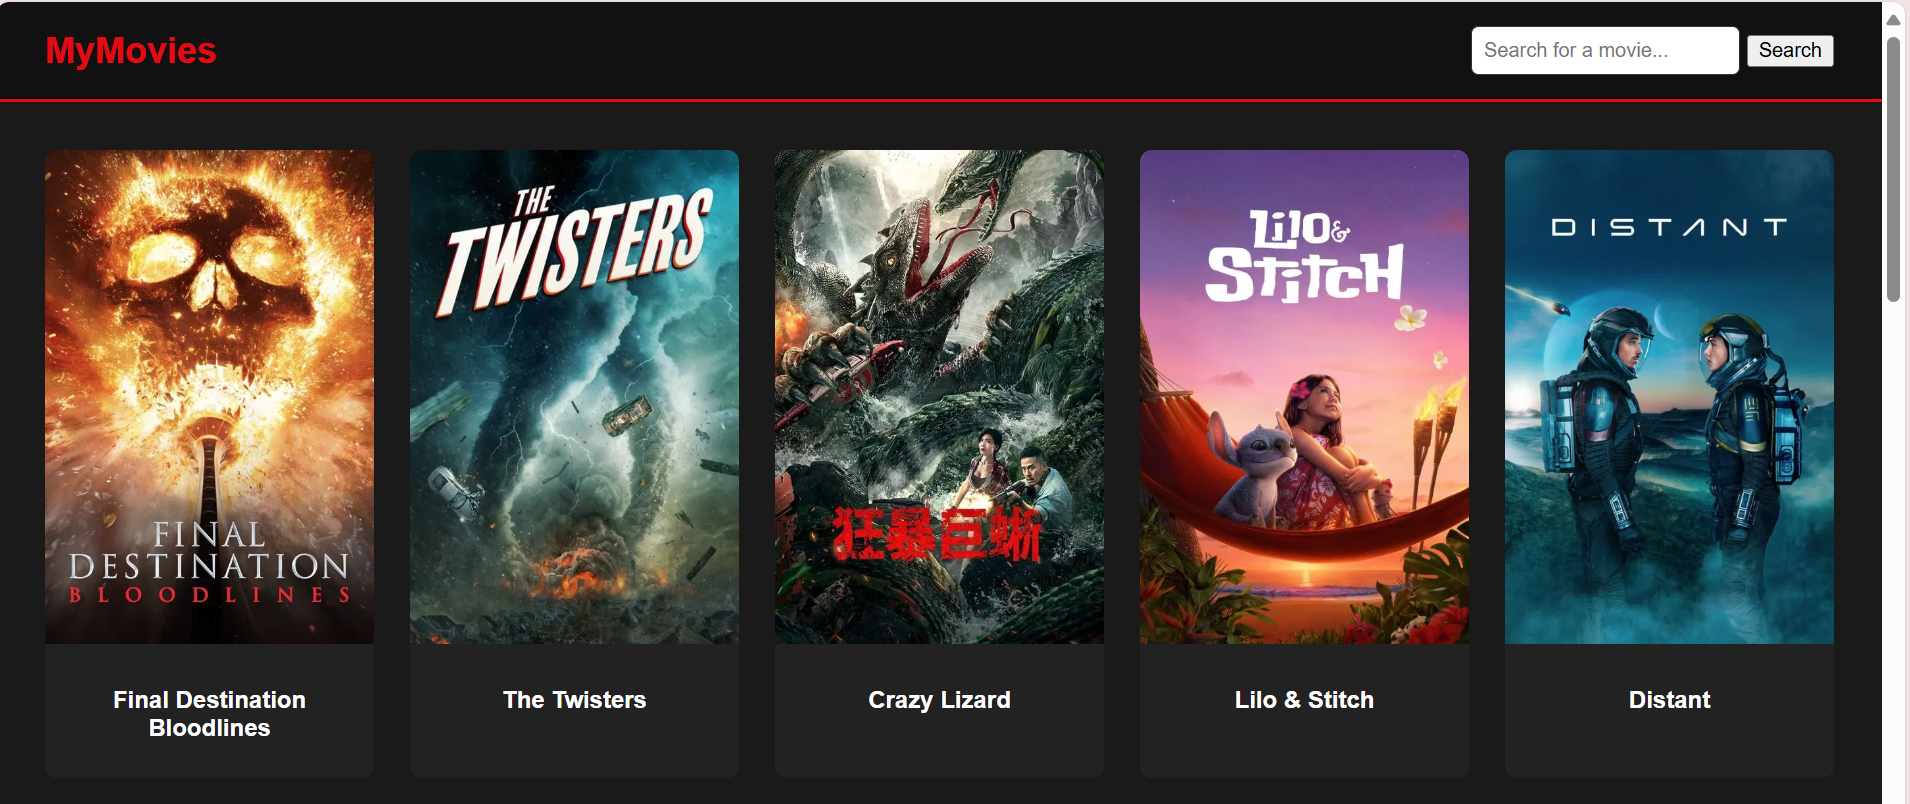 MyMovies
Search for a movie...
Search
FINAL
DESTINATION
BLOODLINES
THE
TWISTERS
狂暴巨蜥
Lilo &
Stitch
DISTANT
Final Destination
Bloodlines
The Twisters
Crazy Lizard
Lilo & Stitch
Distant